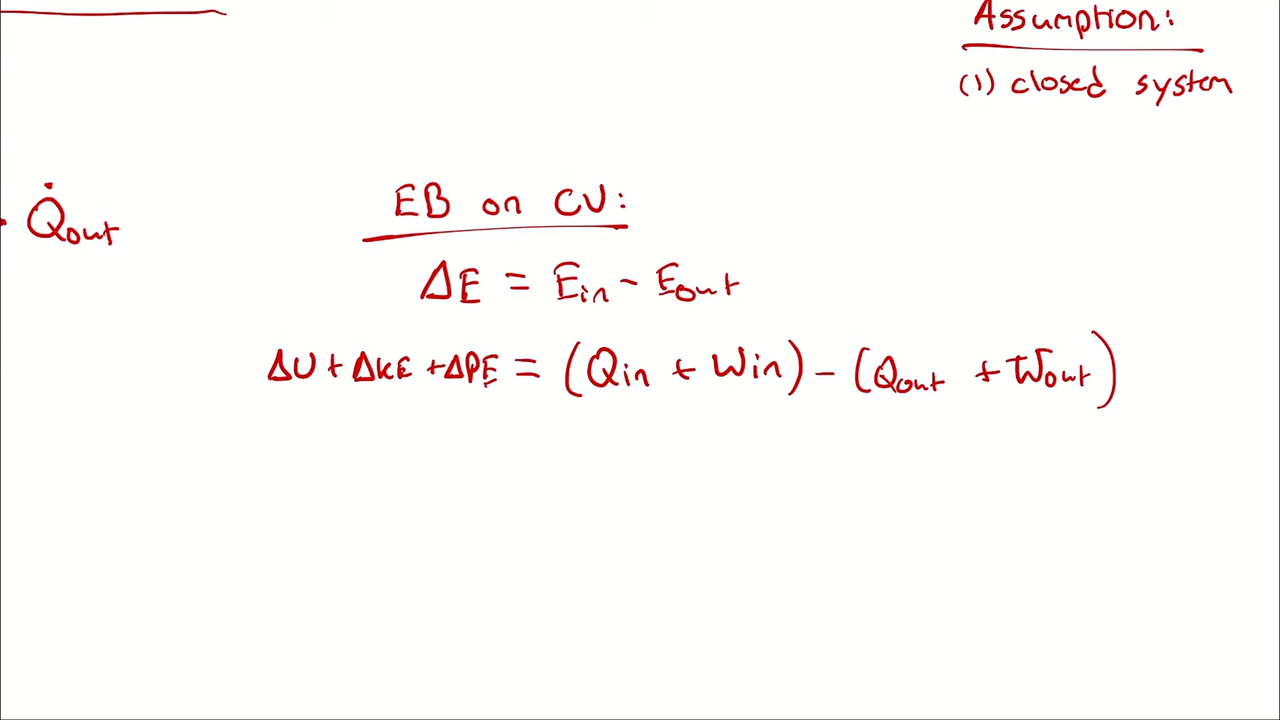 Assumption:
(1) closed system
Q̇out
EB on CV:
ΔE = Ein - Eout
ΔU + ΔKE + ΔPE = (Qin + Win) - (Qout + Wout)